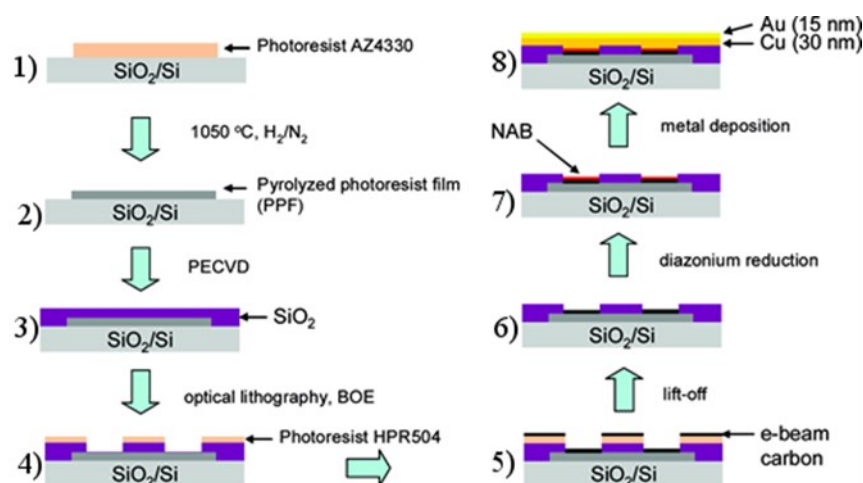 1)
Photoresist AZ4330
SiO2/Si
1050 °C, H2/N2
2)
Pyrolyzed photoresist film
(PPF)
SiO2/Si
PECVD
3)
SiO2
SiO2/Si
optical lithography, BOE
4)
Photoresist HPR504
SiO2/Si
5)
e-beam
carbon
SiO2/Si
lift-off
6)
SiO2/Si
diazonium reduction
7)
NAB
SiO2/Si
metal deposition
8)
Au (15 nm)
Cu (30 nm)
SiO2/Si